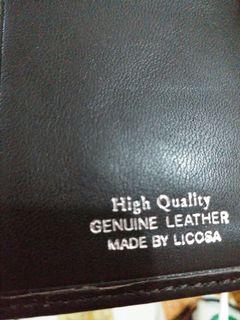 High Quality
GENUINE LEATHER
MADE BY LICOSA